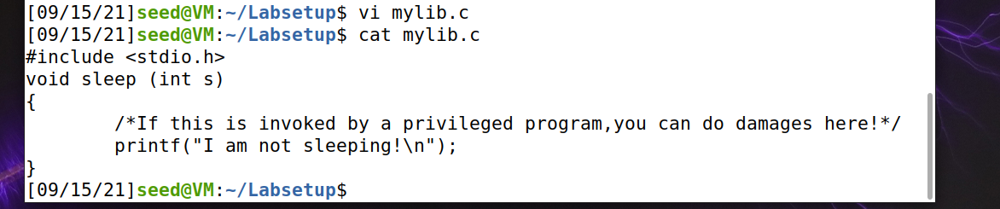 [09/15/21]seed@VM:~/Labsetup$ vi mylib.c
[09/15/21]seed@VM:~/Labsetup$ cat mylib.c
#include <stdio.h>
void sleep (int s)
{
        /*If this is invoked by a privileged program,you can do damages here!*/
        printf("I am not sleeping!\n");
}
[09/15/21]seed@VM:~/Labsetup$